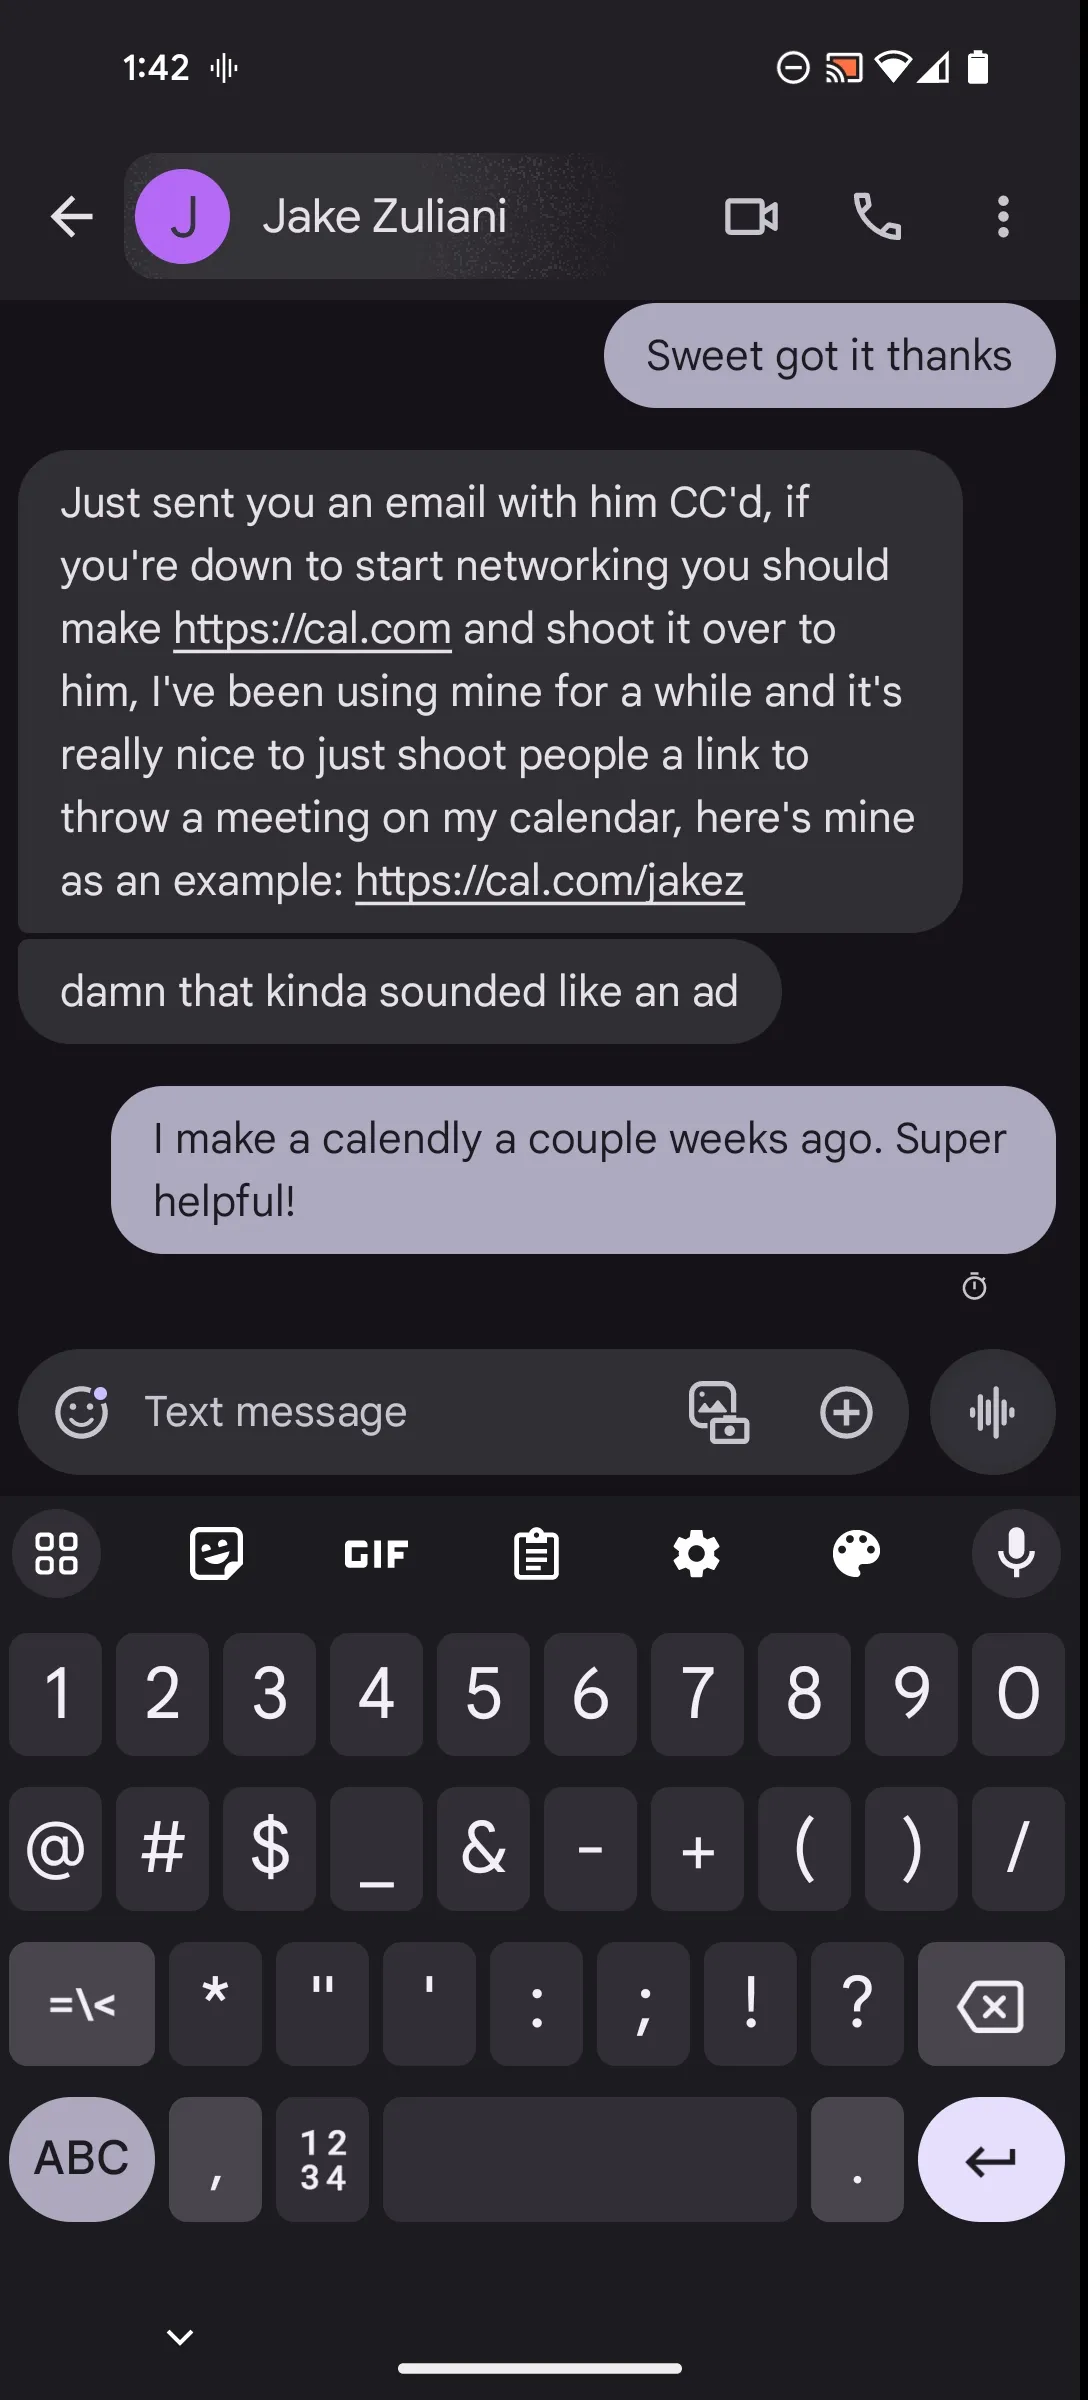 1:42
J Jake Zuliani
Sweet got it thanks
Just sent you an email with him CC'd, if
you're down to start networking you should
make https://cal.com and shoot it over to
him, I've been using mine for a while and it's
really nice to just shoot people a link to
throw a meeting on my calendar, here's mine
as an example: https://cal.com/jakez
damn that kinda sounded like an ad
I make a calendly a couple weeks ago. Super
helpful!
Text message
GIF
1 2 3 4 5 6 7 8 9 0
@ # $ _ & - + ( ) /
=\< * " ' : ; ! ?
ABC , 12 .
34